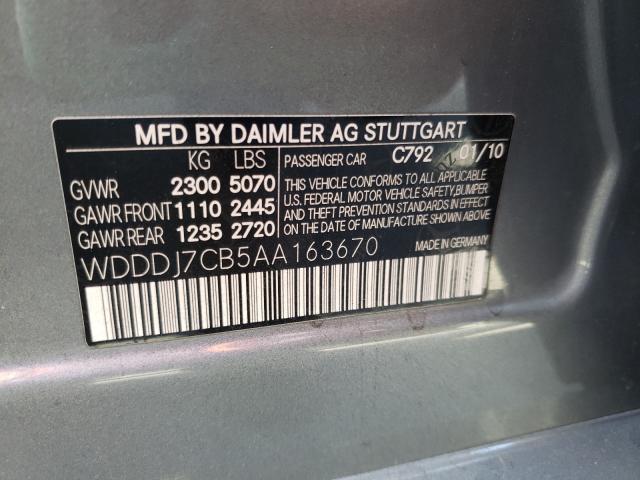 MFD BY DAIMLER AG STUTTGART
KG LBS
GVWR 2300 5070
GAWR FRONT 1110 2445
GAWR REAR 1235 2720
PASSENGER CAR C792 01/10
THIS VEHICLE CONFORMS TO ALL APPLICABLE
U.S. FEDERAL MOTOR VEHICLE SAFETY, BUMPER
AND THEFT PREVENTION STANDARDS IN EFFECT
ON THE DATE OF MANUFACTURE SHOWN ABOVE.
WDDDJ7CB5AA163670
MADE IN GERMANY